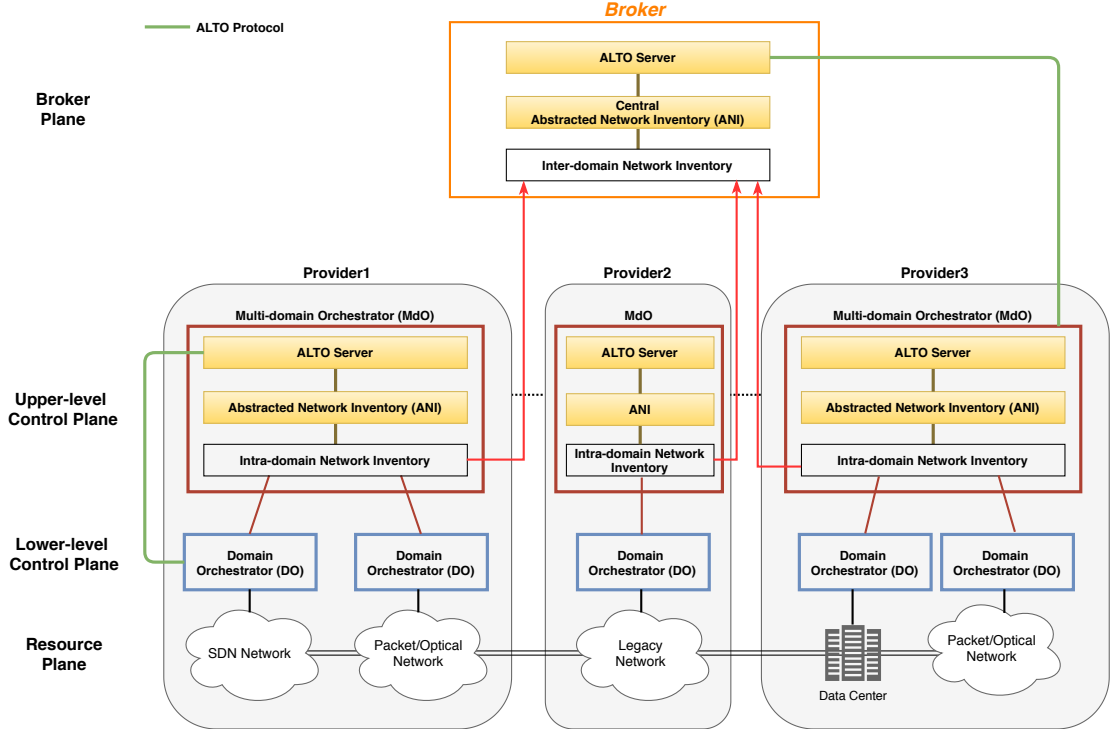 Broker
ALTO Protocol
ALTO Server
Broker
Plane
Central
Abstracted Network Inventory (ANI)
Inter-domain Network Inventory
Provider1
Provider2
Provider3
Multi-domain Orchestrator (MdO)
MdO
Multi-domain Orchestrator (MdO)
ALTO Server
ALTO Server
ALTO Server
Upper-level
Control Plane
Abstracted Network Inventory (ANI)
ANI
Abstracted Network Inventory (ANI)
Intra-domain Network Inventory
Intra-domain Network
Inventory
Intra-domain Network Inventory
Lower-level
Control Plane
Domain
Orchestrator (DO)
Domain
Orchestrator (DO)
Domain
Orchestrator (DO)
Domain
Orchestrator (DO)
Domain
Orchestrator (DO)
Resource
Plane
SDN Network
Packet/Optical
Network
Legacy
Network
Data Center
Packet/Optical
Network